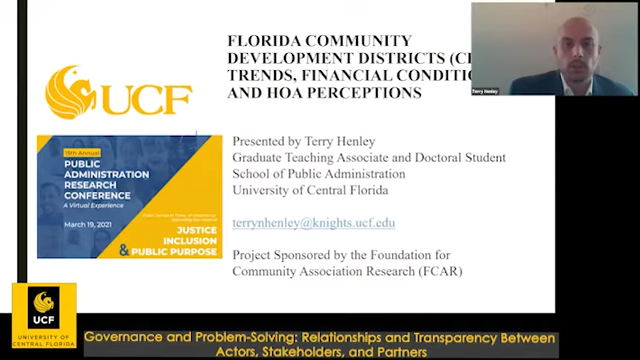 FLORIDA COMMUNITY
DEVELOPMENT DISTRICTS
TRENDS, FINANCIAL
AND HOA PERCEPTIONS
Terry Henley
UCF
15th Annual
PUBLIC
ADMINISTRATION
RESEARCH
CONFERENCE
A Virtual Experience
March 19, 2021
JUSTICE
INCLUSION
& PUBLIC PURPOSE
Presented by Terry Henley
Graduate Teaching Associate and Doctoral Student
School of Public Administration
University of Central Florida
terrynhenley@knights.ucf.edu
Project Sponsored by the Foundation for
Community Association Research (FCAR)
UCF
UNIVERSITY OF
CENTRAL FLORIDA
Governance and Problem-Solving: Relationships and Transparency Between
Actors, Stakeholders, and Partners